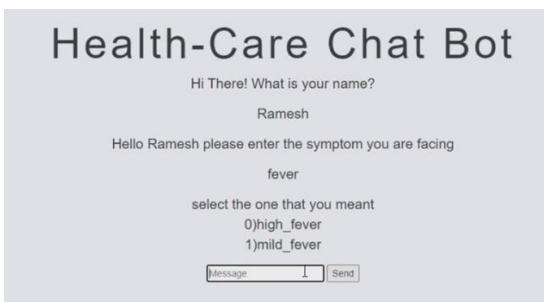 Health-Care Chat Bot
Hi There! What is your name?
Ramesh
Hello Ramesh please enter the symptom you are facing
fever
select the one that you meant
0)high_fever
1)mild_fever
Message Send